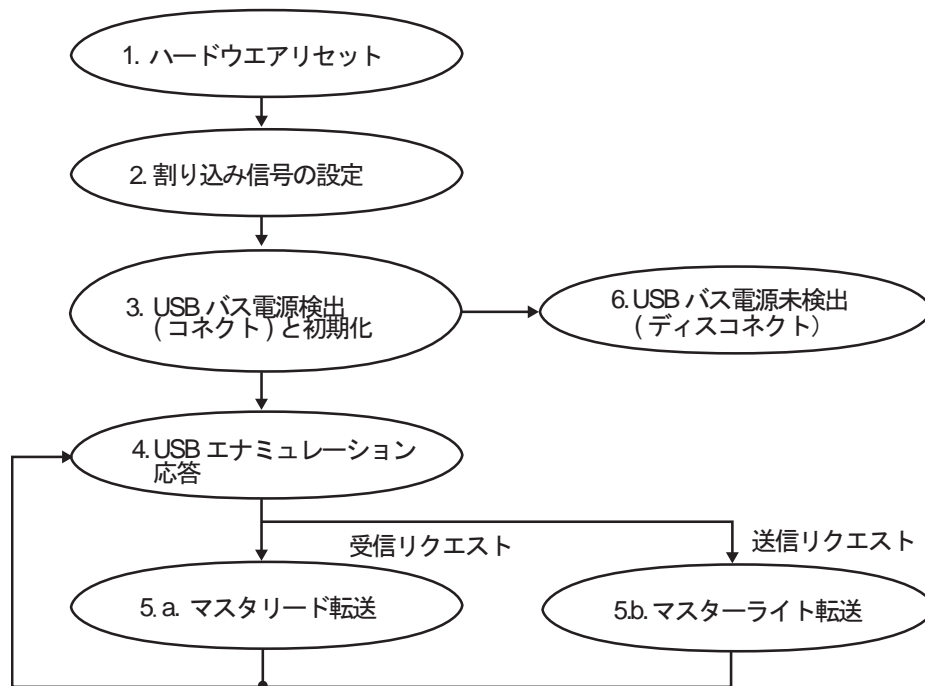 1. ハードウエアリセット
2. 割り込み信号の設定
3. USB バス電源検出
( コネクト ) と初期化
6. USB バス電源未検出
( ディスコネクト）
4. USB エナミュレーション
応答
受信リクエスト
送信リクエスト
5. a. マスタリード転送
5.b. マスターライト転送